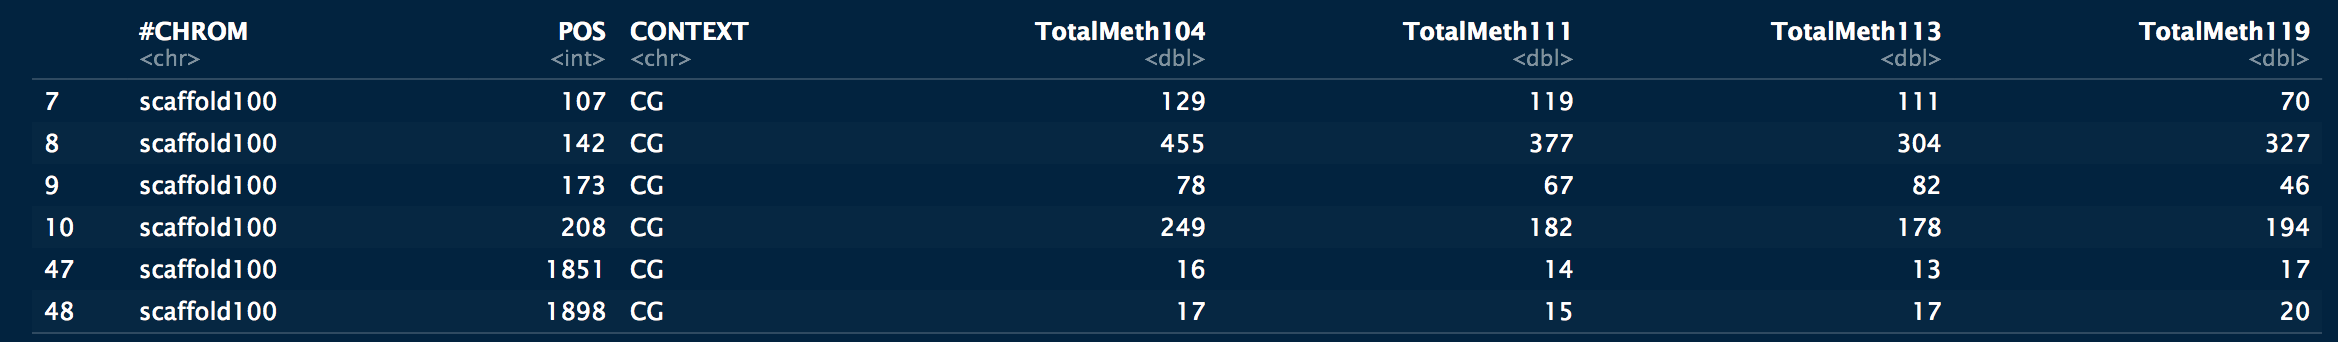 #CHROM POS CONTEXT TotalMeth104 TotalMeth111 TotalMeth113 TotalMeth119
<chr> <int> <chr> <dbl> <dbl> <dbl> <dbl>
7 scaffold100 107 CG 129 119 111 70
8 scaffold100 142 CG 455 377 304 327
9 scaffold100 173 CG 78 67 82 46
10 scaffold100 208 CG 249 182 178 194
47 scaffold100 1851 CG 16 14 13 17
48 scaffold100 1898 CG 17 15 17 20